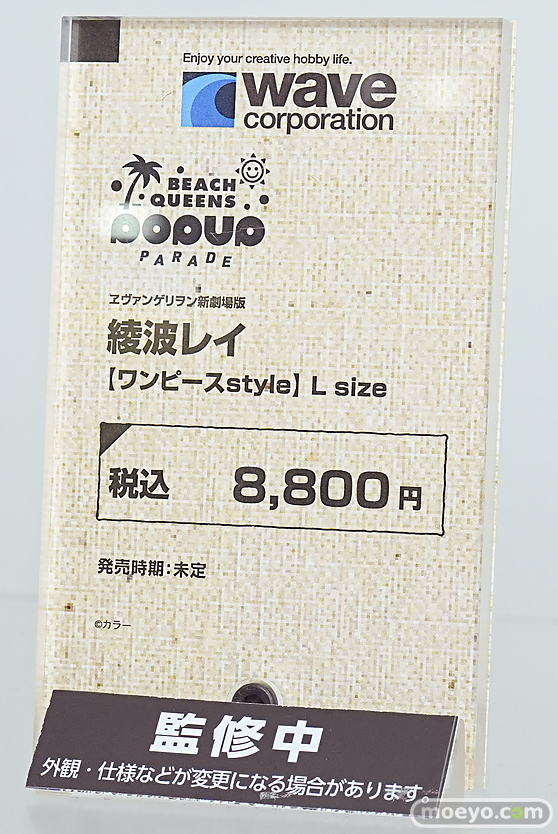 Enjoy your creative hobby life.
wave
corporation
BEACH
QUEENS
POPUP
PARADE
ヱヴァンゲリヲン新劇場版
綾波レイ
【ワンピースstyle】 L size
税込 8,800円
発売時期:未定
©カラー
監修中
外観・仕様などが変更になる場合があります。
moeyo.com